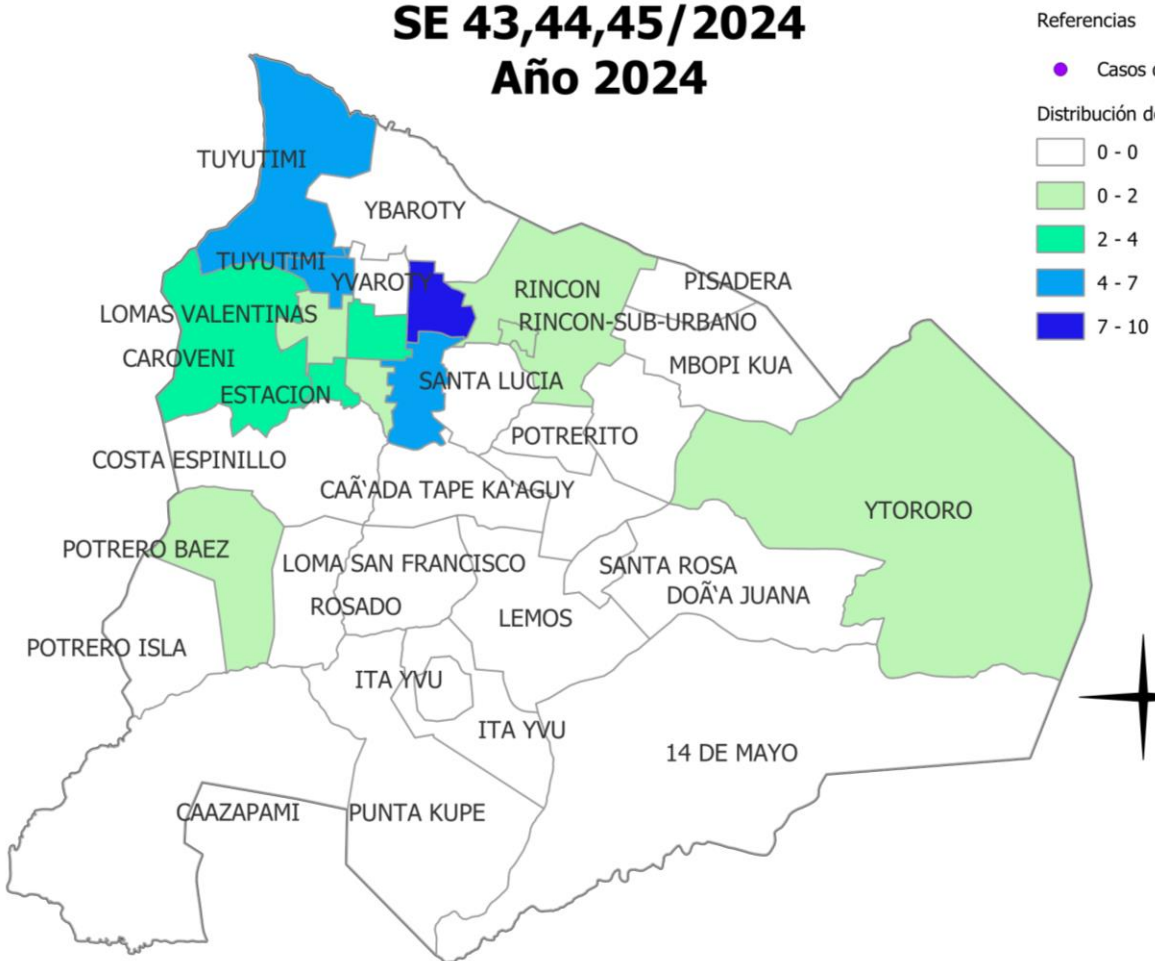 SE 43,44,45/2024
Año 2024
Referencias
Casos
Distribución
0 - 0
0 - 2
2 - 4
4 - 7
7 - 10
TUYUTIMI
YBAROTY
TUYUTIMI
YVAROTY
RINCON
PISADERA
LOMAS VALENTINAS
RINCON-SUB-URBANO
CAROVENI
MBOPI KUA
ESTACION
SANTA LUCIA
POTRERITO
COSTA ESPINILLO
CAÃ‘ADA TAPE KA'AGUY
YTORORO
POTRERO BAEZ
LOMA SAN FRANCISCO
SANTA ROSA
DOÃ‘A JUANA
ROSADO
LEMOS
POTRERO ISLA
ITA YVU
ITA YVU
14 DE MAYO
CAAZAPAMI
PUNTA KUPE